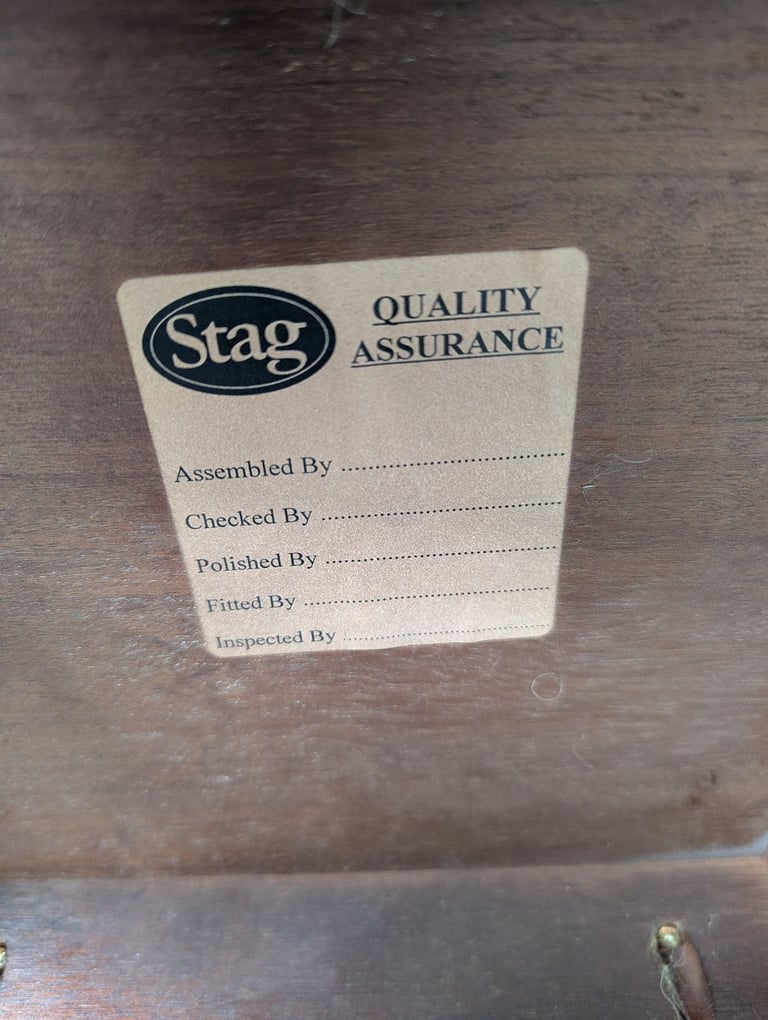 Stag
QUALITY
ASSURANCE
Assembled By ........................................
Checked By ..........................................
Polished By ..........................................
Fitted By .............................................
Inspected By ........................................